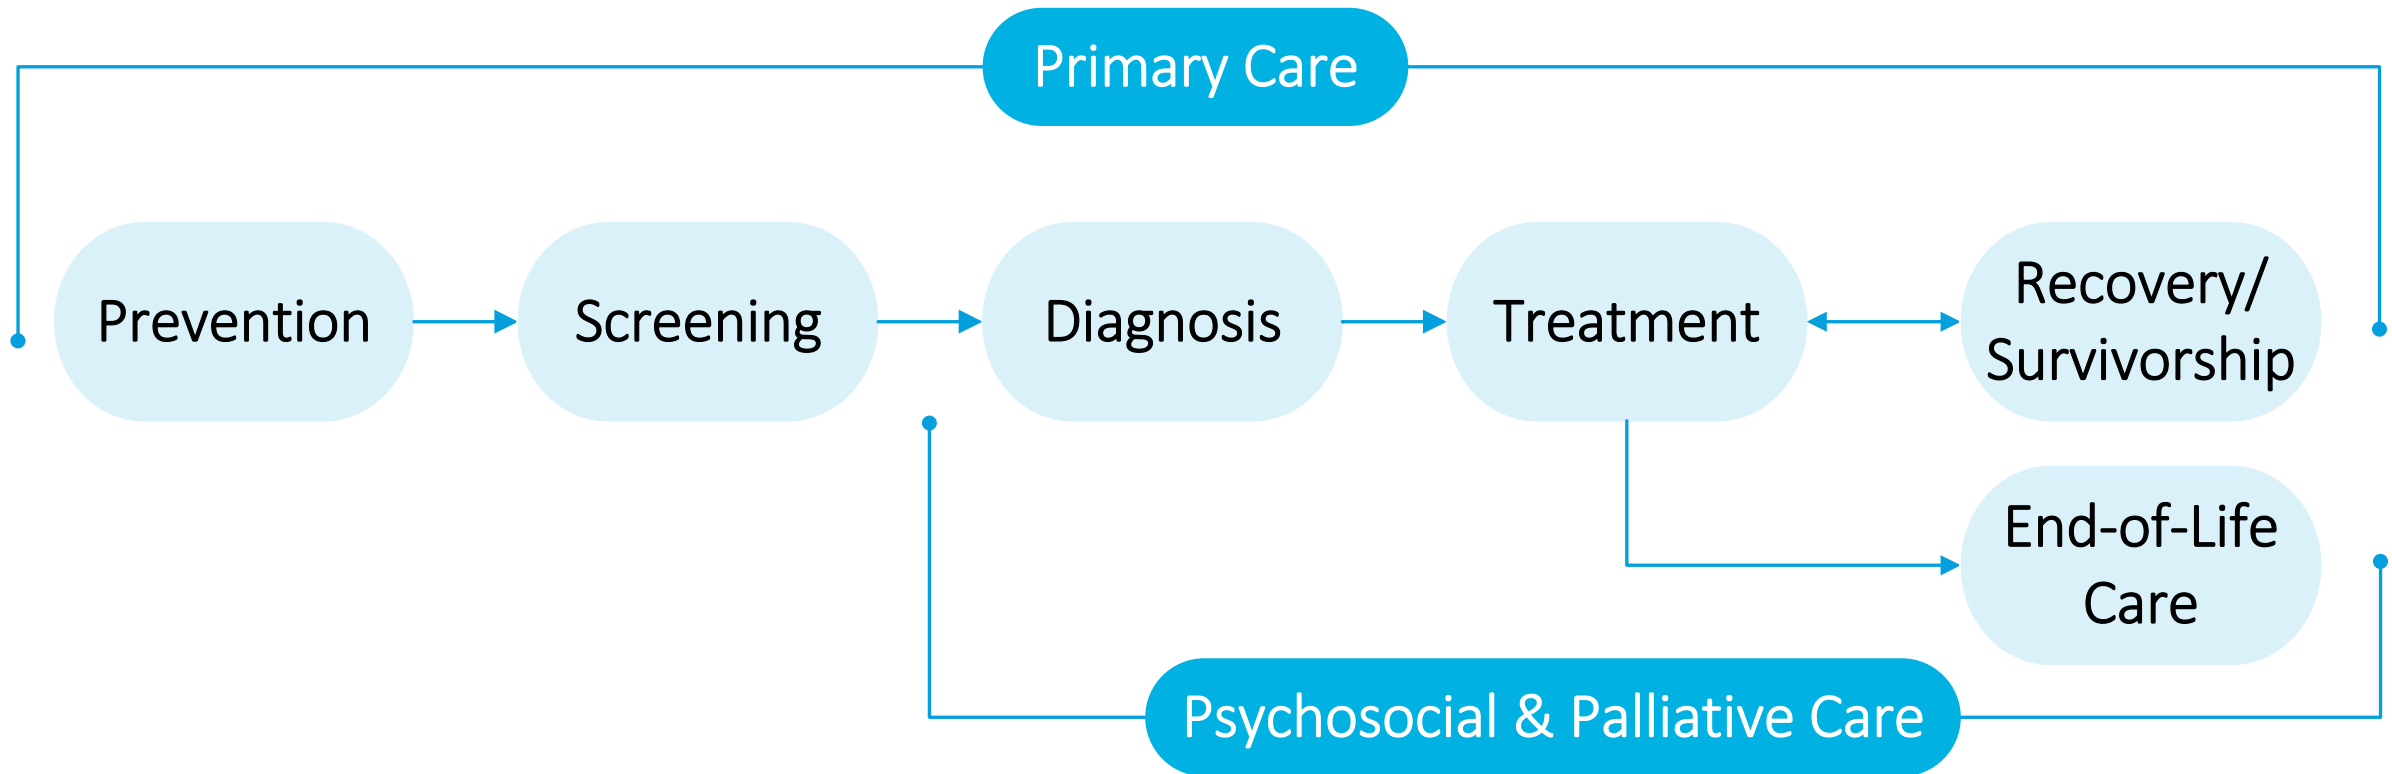 Primary Care
Prevention
Screening
Diagnosis
Treatment
Recovery/
Survivorship
End-of-Life
Care
Psychosocial & Palliative Care